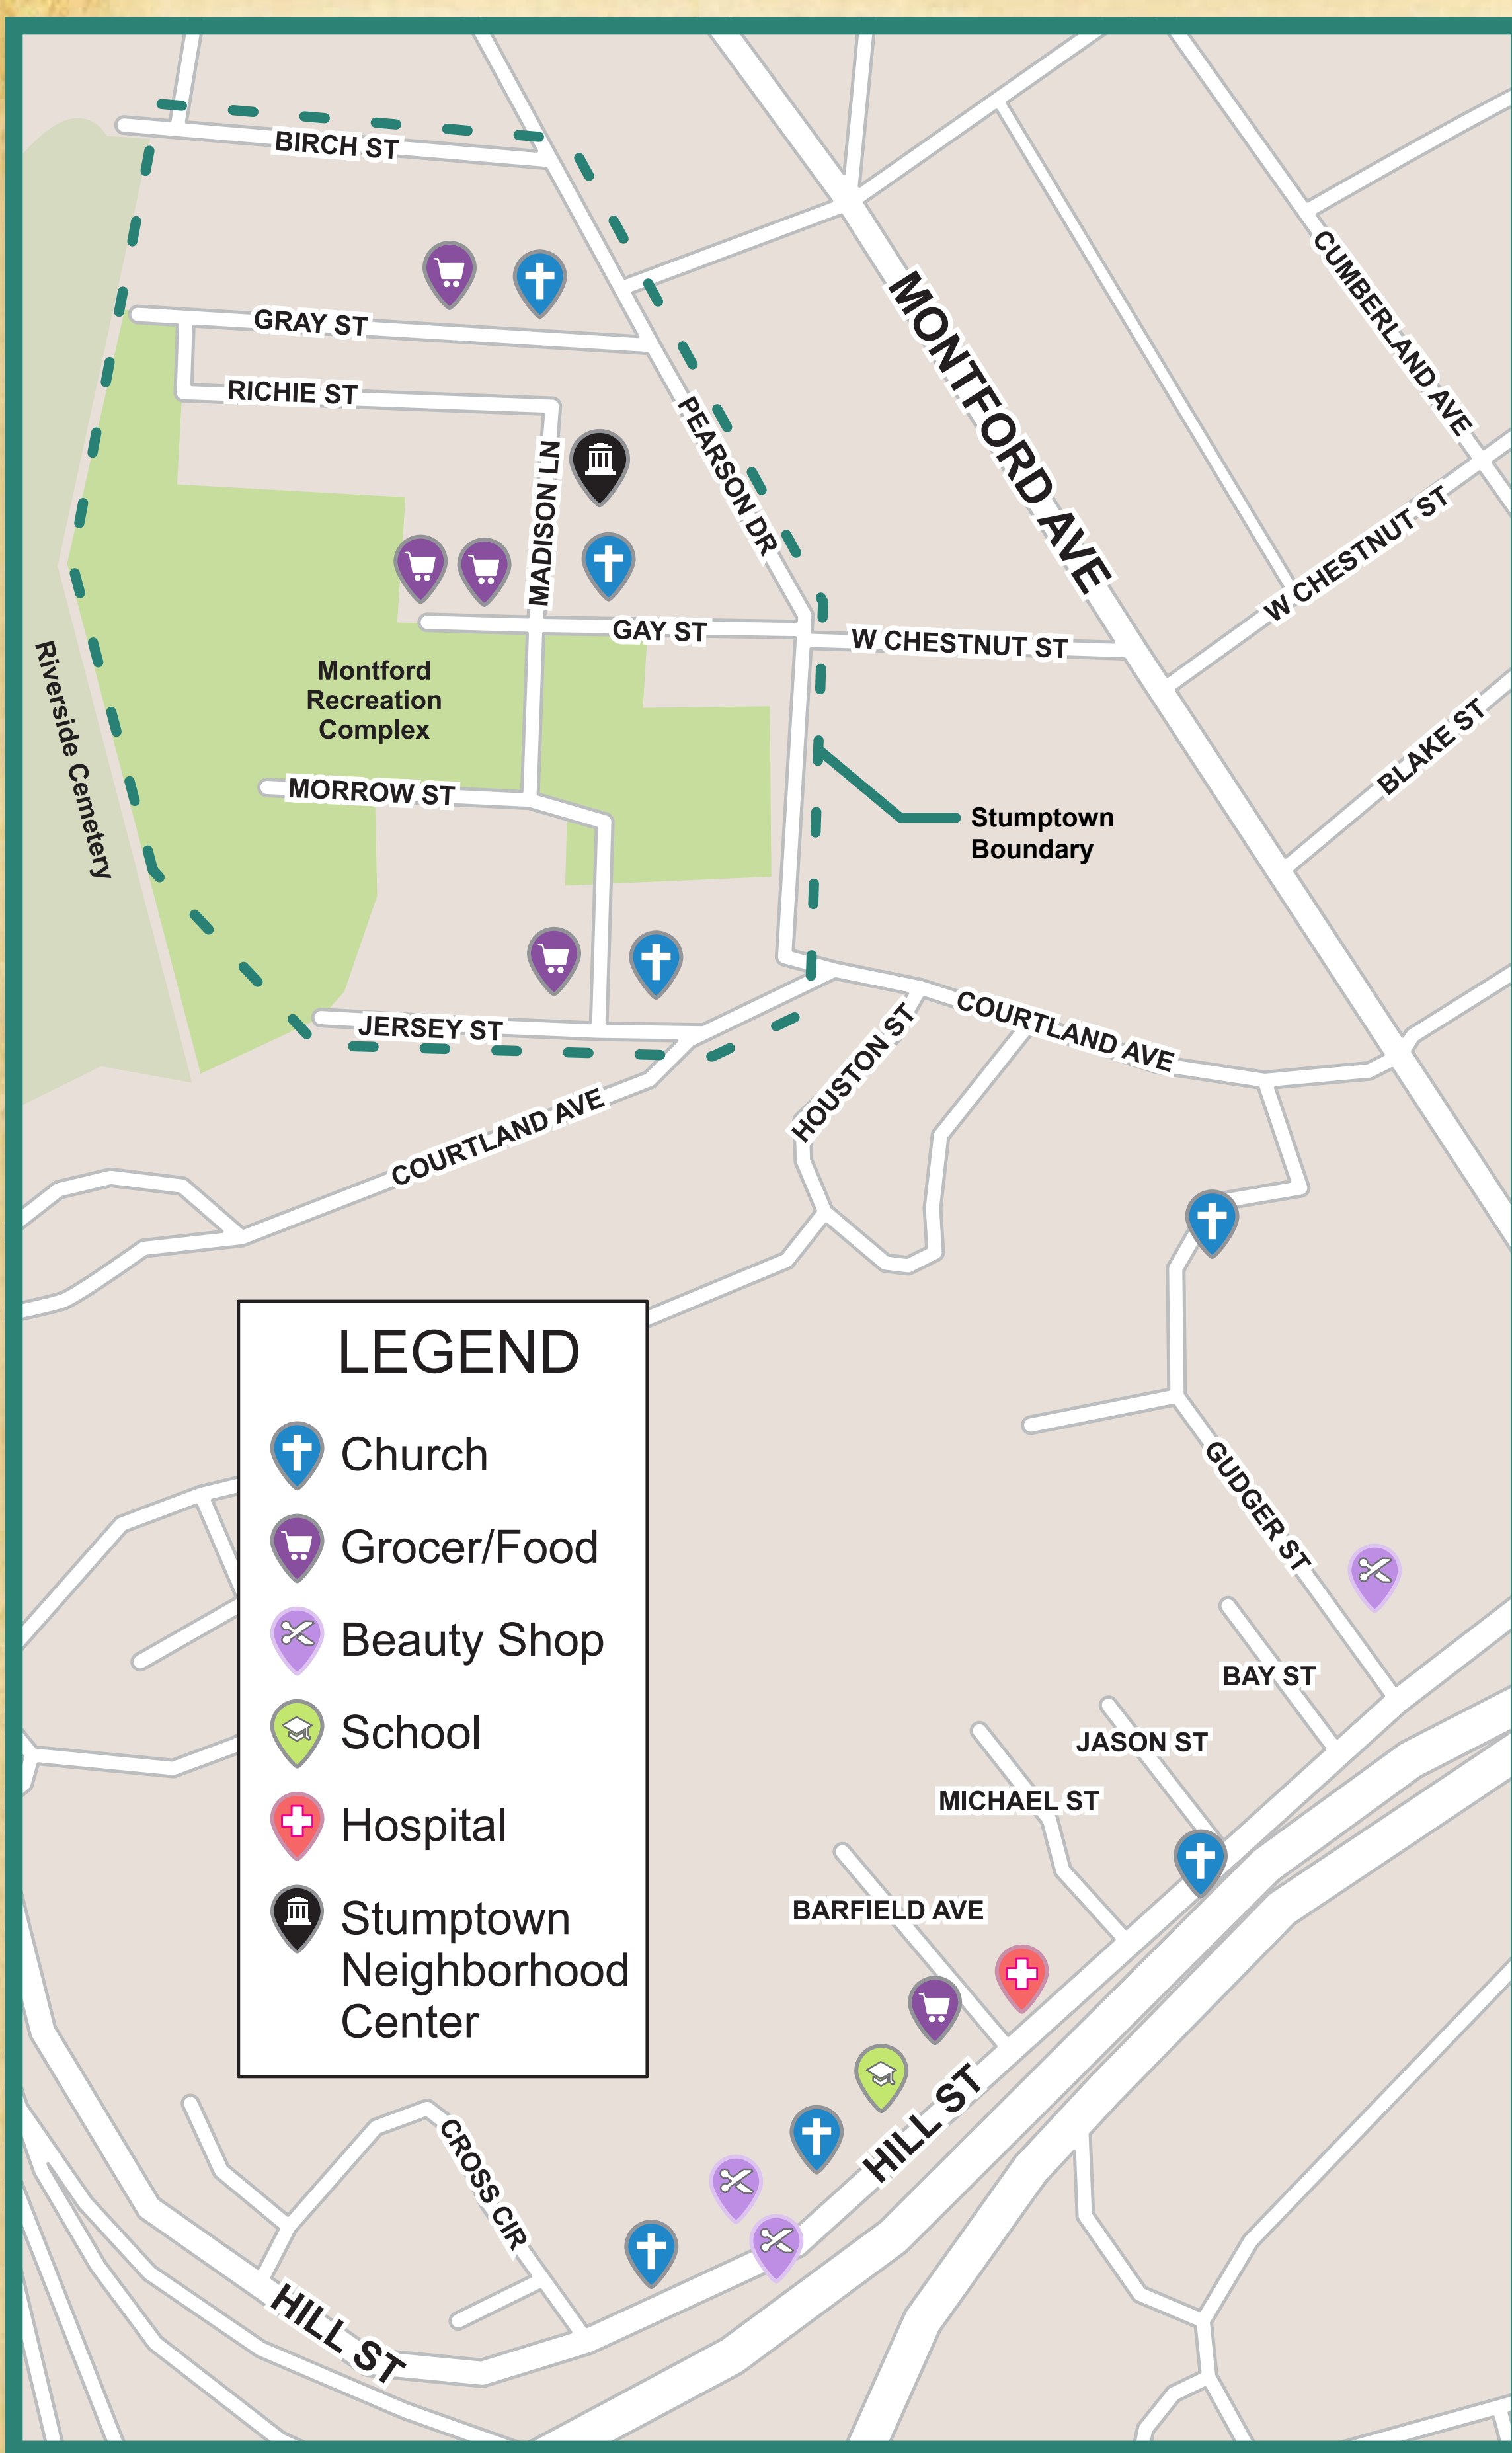 BIRCH ST
CUMBERLAND AVE
GRAY ST
MONTFORD AVE
RICHIE ST
PEARSON DR
MADISON LN
W CHESTNUT ST
GAY ST
W CHESTNUT ST
Riverside Cemetery
Montford
Recreation
Complex
BLAKE ST
MORROW ST
Stumptown
Boundary
JERSEY ST
COURTLAND AVE
HOUSTON ST
COURTLAND AVE
LEGEND
Church
Grocer/Food
Beauty Shop
School
Hospital
Stumptown
Neighborhood
Center
GUDGER ST
BAY ST
JASON ST
MICHAEL ST
BARFIELD AVE
HILL ST
CROSS CIR
HILL ST